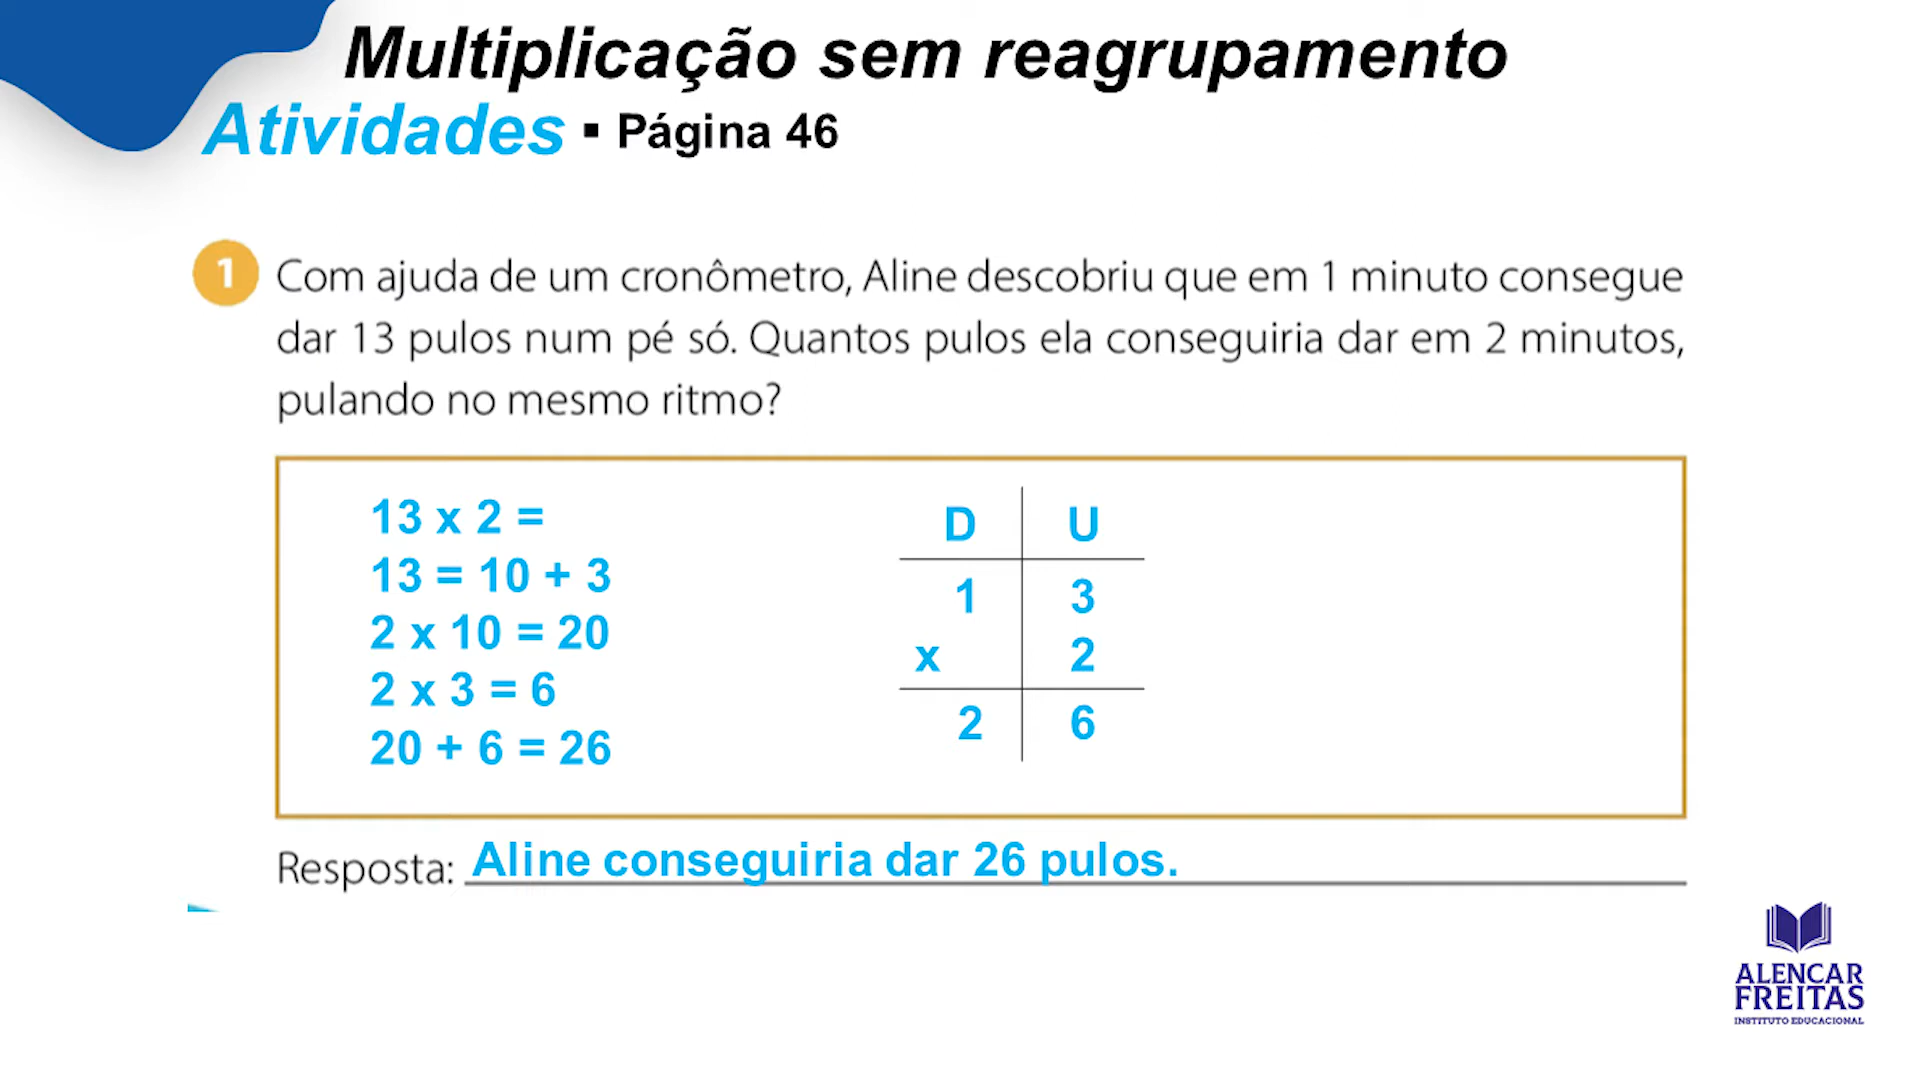 Multiplicação sem reagrupamento
Atividades ▪ Página 46
1 Com ajuda de um cronômetro, Aline descobriu que em 1 minuto consegue
dar 13 pulos num pé só. Quantos pulos ela conseguiria dar em 2 minutos,
pulando no mesmo ritmo?
13 x 2 =
13 = 10 + 3
2 x 10 = 20
2 x 3 = 6
20 + 6 = 26
D U
1 3
x 2
2 6
Resposta: Aline conseguiria dar 26 pulos.
ALENCAR
FREITAS
INSTITUTO EDUCACIONAL